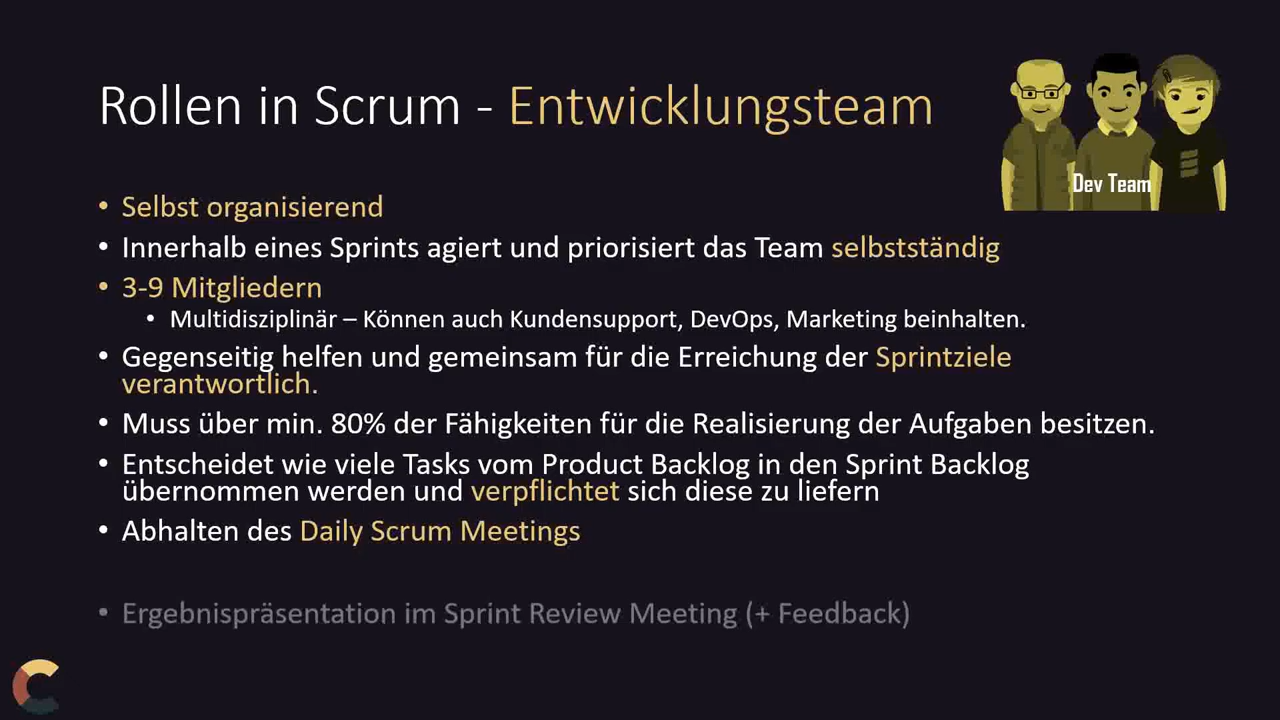 Rollen in Scrum - Entwicklungsteam
Dev Team
• Selbst organisierend
• Innerhalb eines Sprints agiert und priorisiert das Team selbstständig
• 3-9 Mitgliedern
• Multidisziplinär – Können auch Kundensupport, DevOps, Marketing beinhalten.
• Gegenseitig helfen und gemeinsam für die Erreichung der Sprintziele
verantwortlich.
• Muss über min. 80% der Fähigkeiten für die Realisierung der Aufgaben besitzen.
• Entscheidet wie viele Tasks vom Product Backlog in den Sprint Backlog
übernommen werden und verpflichtet sich diese zu liefern
• Abhalten des Daily Scrum Meetings
• Ergebnispräsentation im Sprint Review Meeting (+ Feedback)